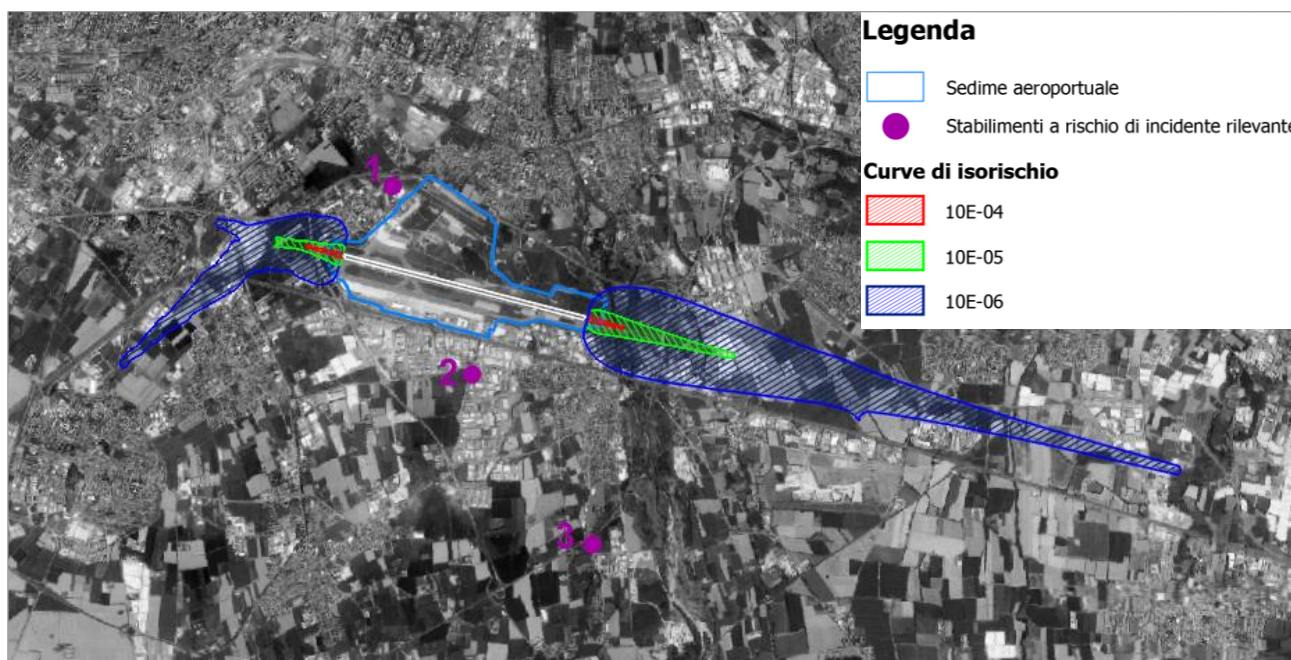 Legenda
Sedime aeroportuale
Stabilimenti a rischio di incidente rilevante
Curve di isorischio
10E-04
10E-05
10E-06
1
2
3